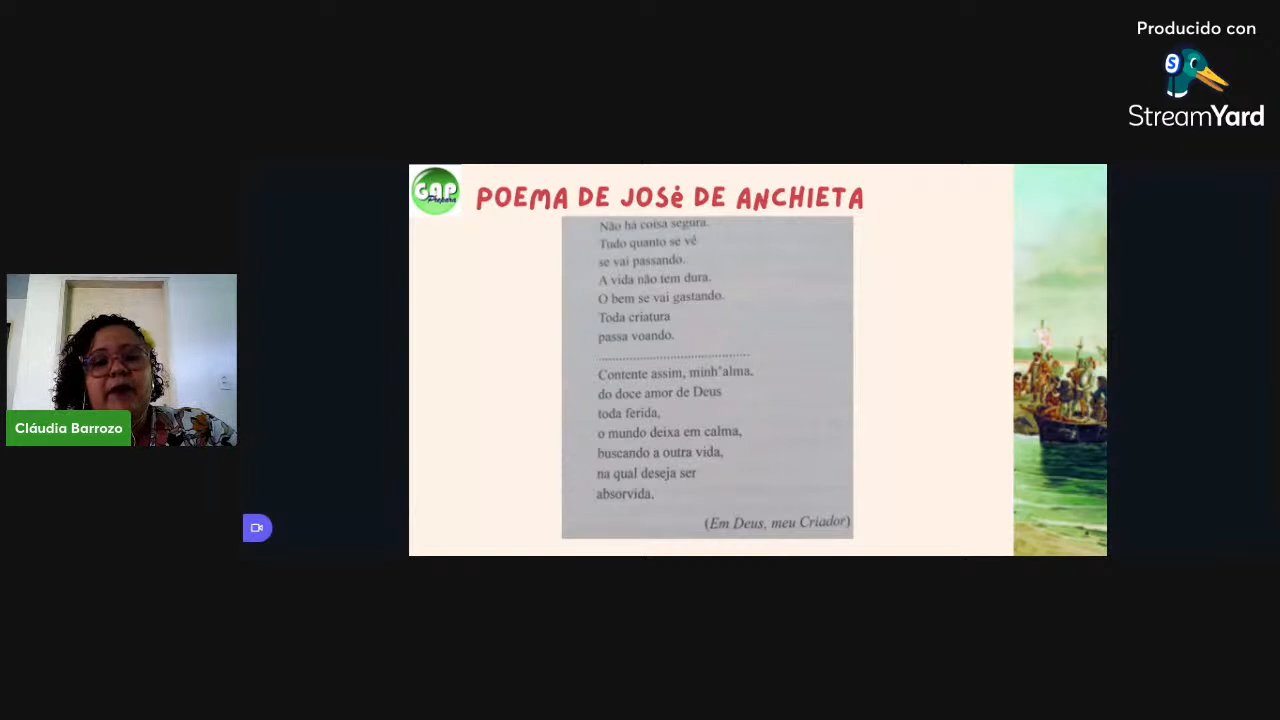 Producido con
StreamYard
GAP
Prepara
POEMA DE JOSÉ DE ANCHIETA
Não há coisa segura.
Tudo quanto se vê
se vai passando.
A vida não tem dura.
O bem se vai gastando.
Toda criatura
passa voando.
..........................................
Contente assim, minh'alma,
do doce amor de Deus
toda ferida,
o mundo deixa em calma,
buscando a outra vida,
na qual deseja ser
absorvida.
(Em Deus, meu Criador)
Cláudia Barrozo